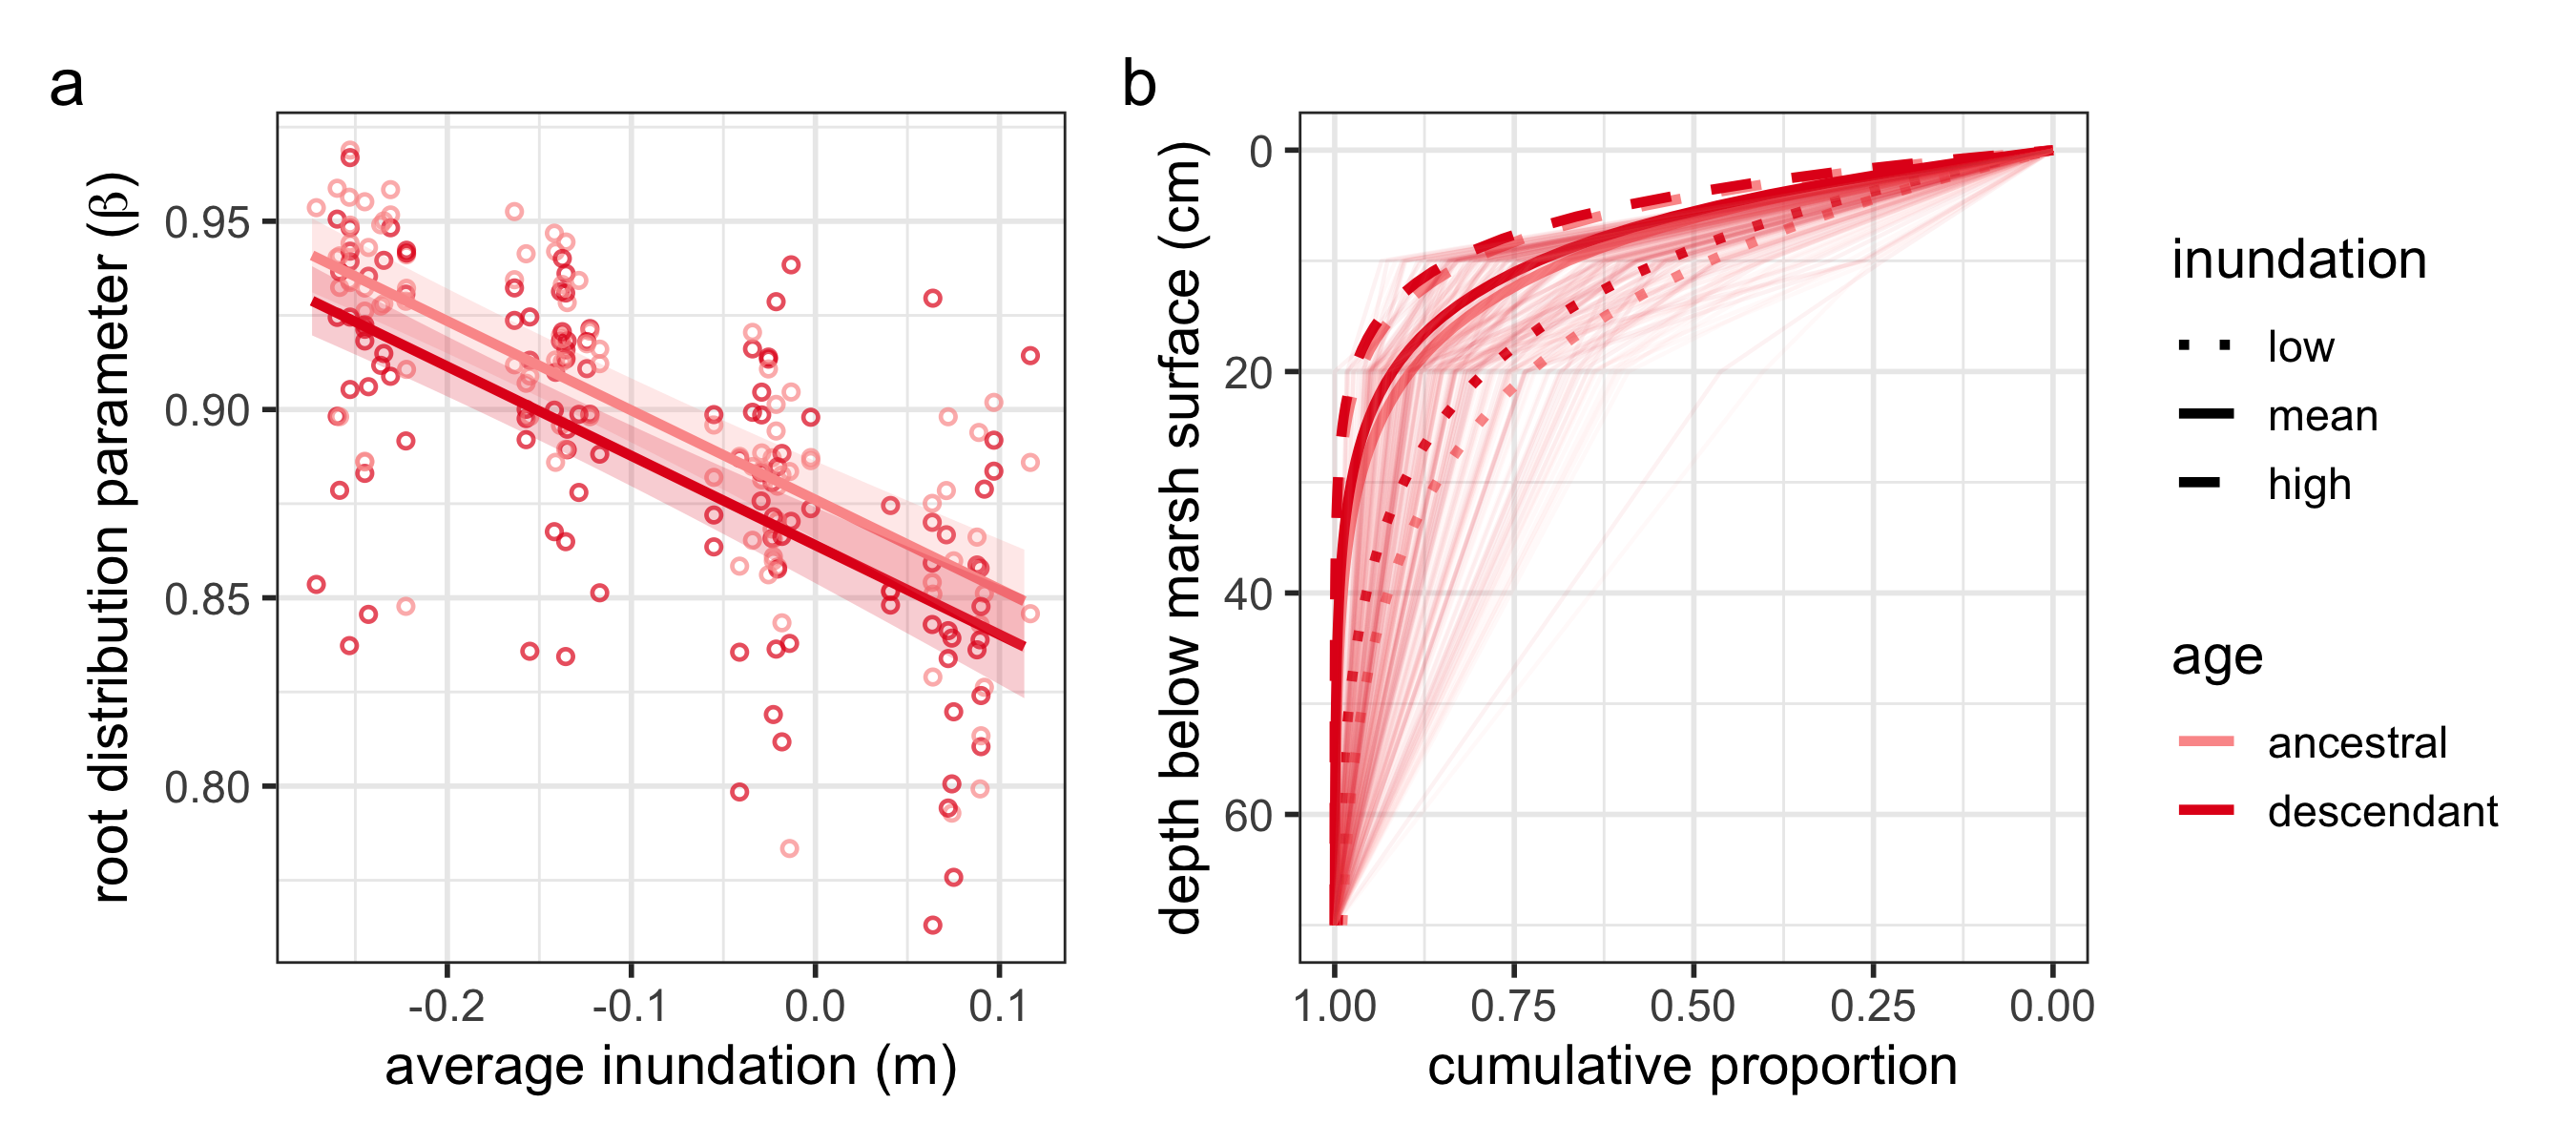 a
root distribution parameter (β)
0.95
0.90
0.85
0.80
-0.2 -0.1 0.0 0.1
average inundation (m)
b
depth below marsh surface (cm)
0
20
40
60
1.00 0.75 0.50 0.25 0.00
cumulative proportion
inundation
low
mean
high
age
ancestral
descendant